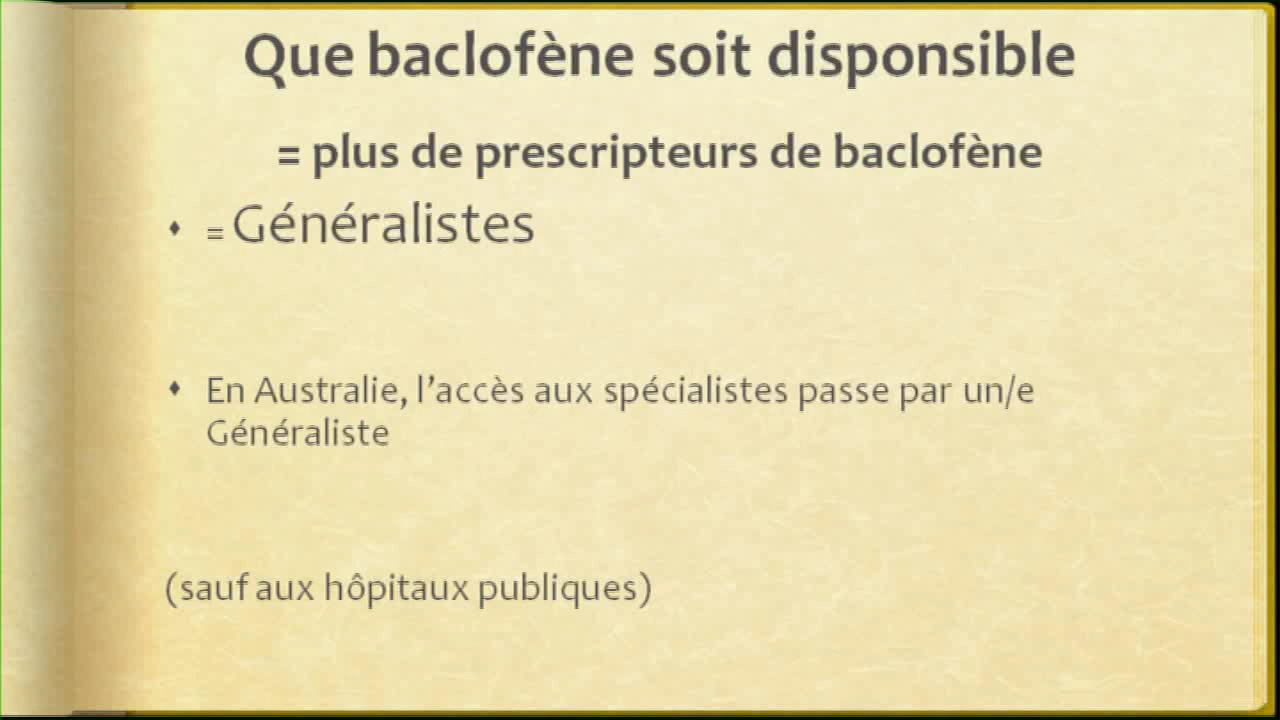 Que baclofène soit disponsible
= plus de prescripteurs de baclofène
♦ = Généralistes
♦ En Australie, l’accès aux spécialistes passe par un/e
Généraliste
(sauf aux hôpitaux publiques)